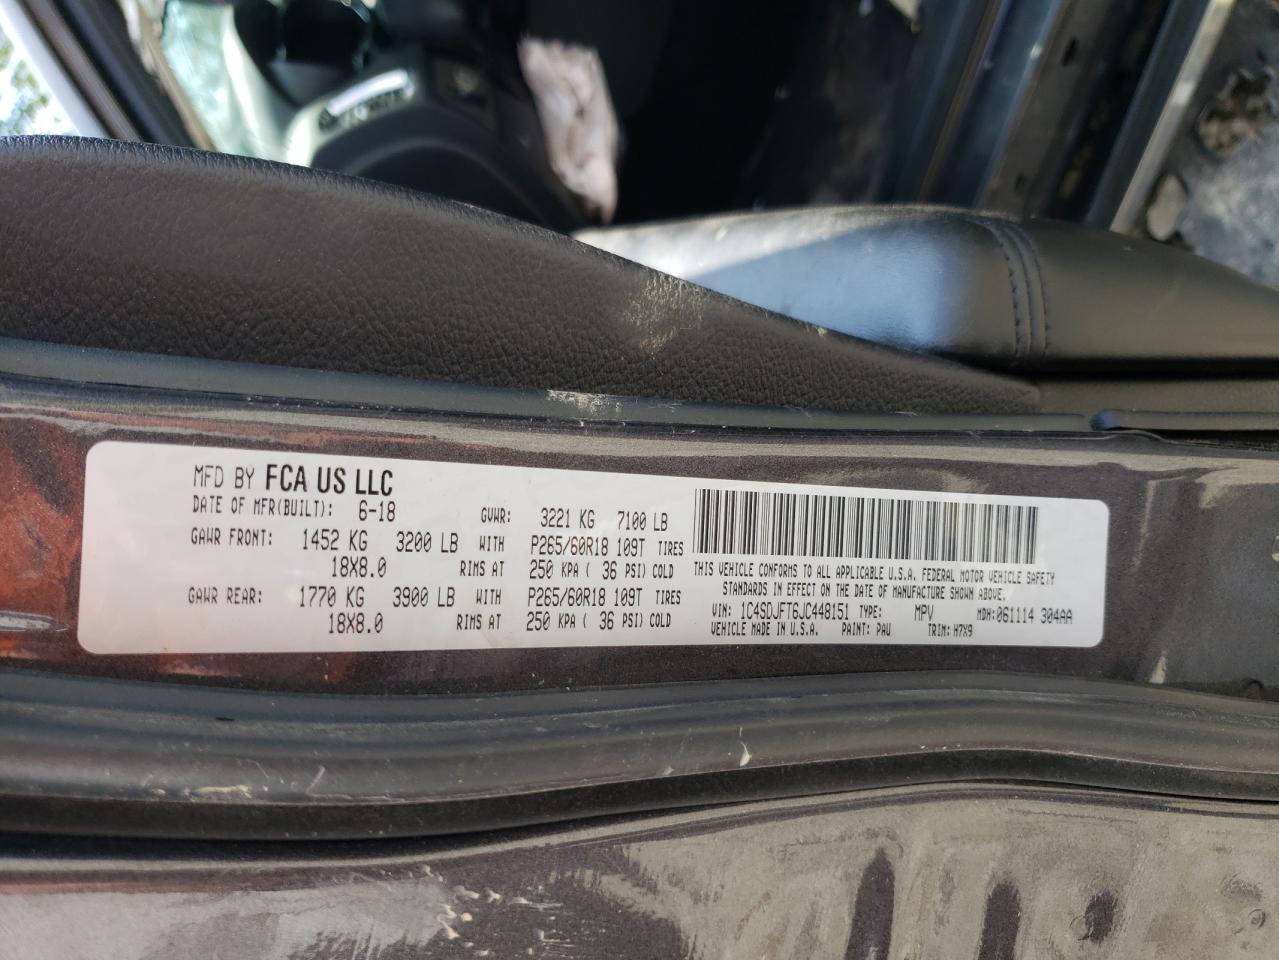 MFD BY FCA US LLC
DATE OF MFR(BUILT): 6-18 GVWR: 3221 KG 7100 LB
GAWR FRONT: 1452 KG 3200 LB WITH P265/60R18 109T TIRES
18X8.0 RIMS AT 250 KPA ( 36 PSI) COLD
GAWR REAR: 1770 KG 3900 LB WITH P265/60R18 109T TIRES
18X8.0 RIMS AT 250 KPA ( 36 PSI) COLD
THIS VEHICLE CONFORMS TO ALL APPLICABLE U.S.A. FEDERAL MOTOR VEHICLE SAFETY
STANDARDS IN EFFECT ON THE DATE OF MANUFACTURE SHOWN ABOVE.
VIN: 1C4SDJFT6JC448151 TYPE: MPV MDH: 061114 304AA
VEHICLE MADE IN U.S.A. PAINT: PAU TRIM: H7X9